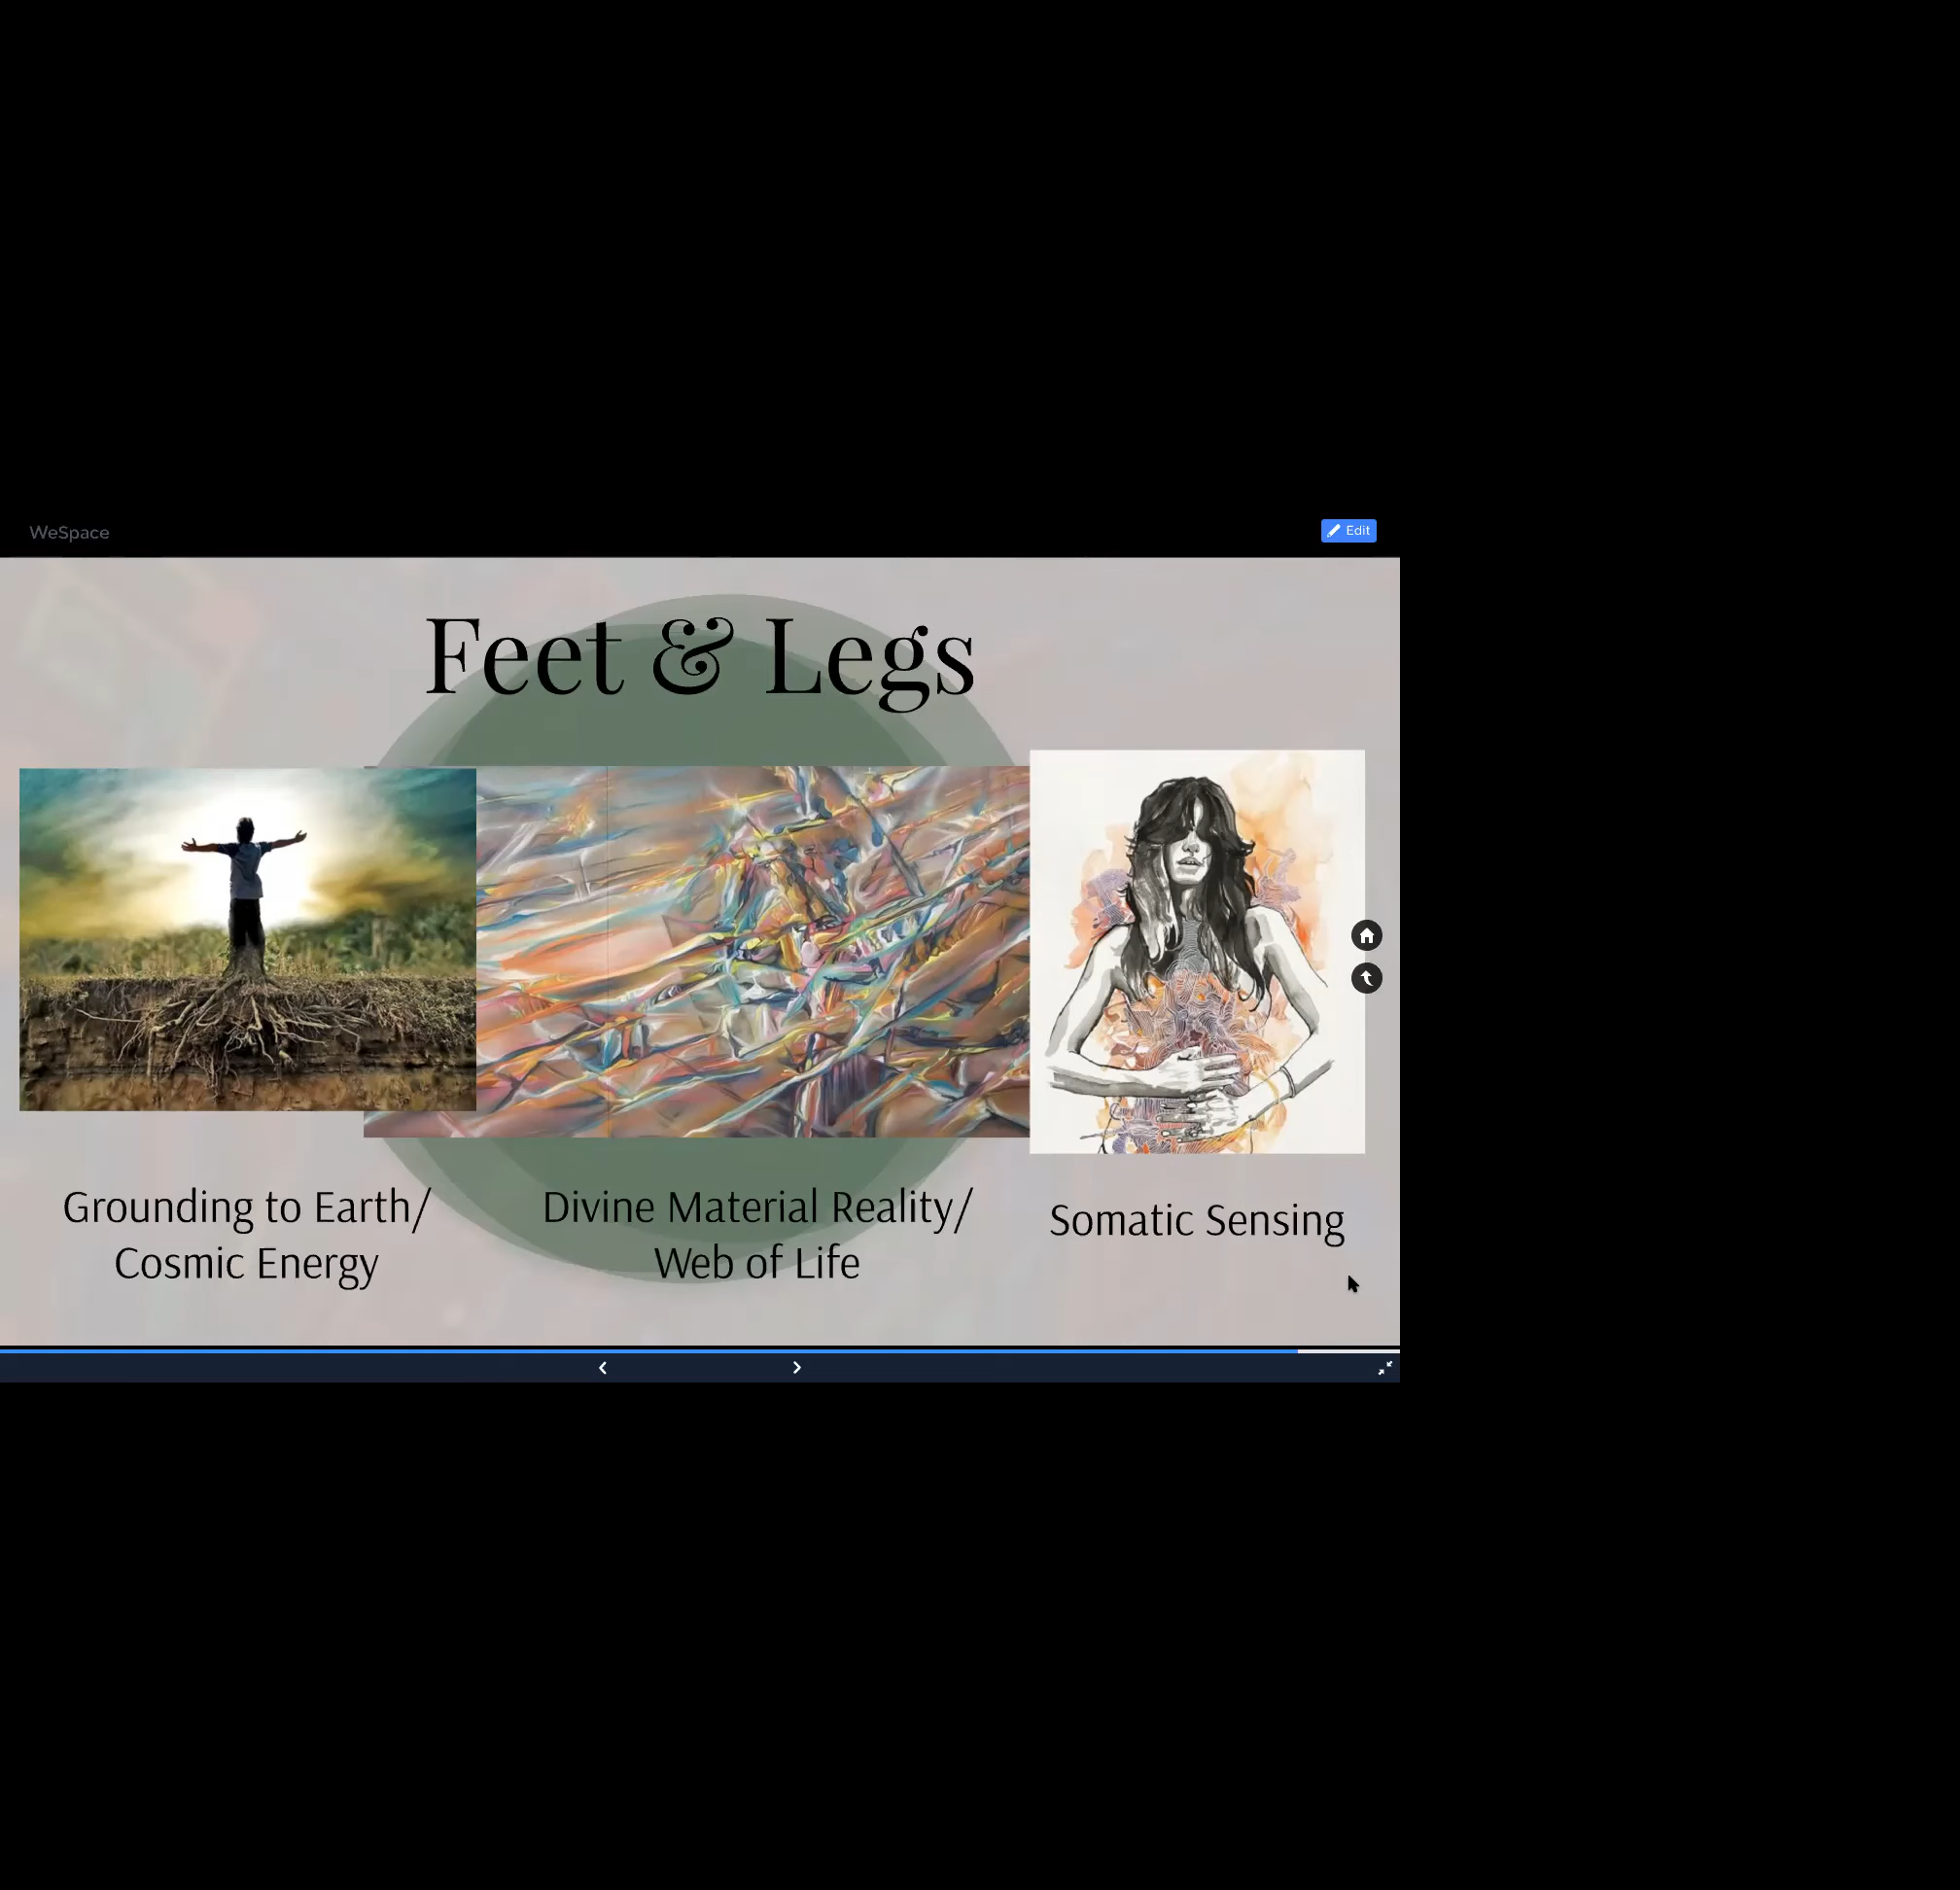 WeSpace
Edit
Feet & Legs
Grounding to Earth/
Cosmic Energy
Divine Material Reality/
Web of Life
Somatic Sensing